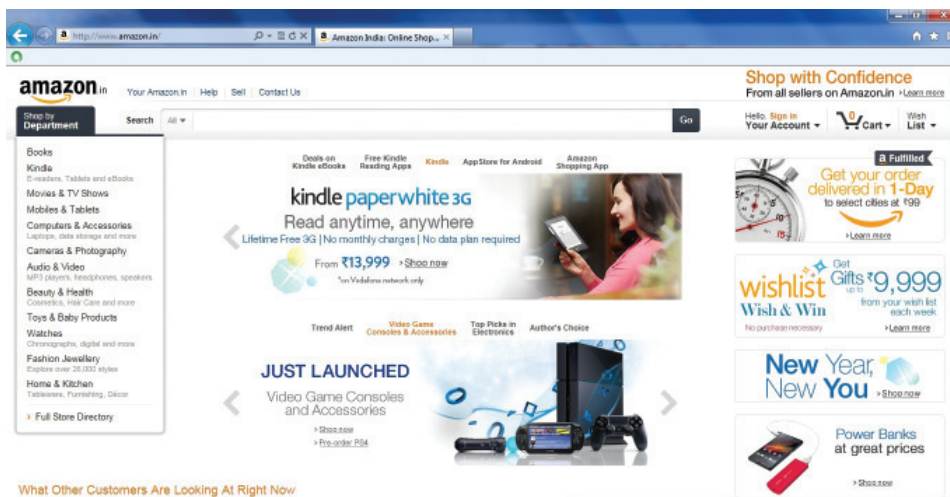 http://www.amazon.in/
Amazon India: Online Shop...
amazon.in
Your Amazon.in | Help | Sell | Contact Us
Shop with Confidence
From all sellers on Amazon.in › Learn more
Shop by
Department
Search
All
Go
Hello. Sign in
Your Account
0
Cart
Wish
List
Books
Kindle
E-readers, Tablets and eBooks
Movies & TV Shows
Mobiles & Tablets
Computers & Accessories
Laptops, data storage and more
Cameras & Photography
Audio & Video
MP3 players, headphones, speakers
Beauty & Health
Cosmetics, Hair Care and more
Toys & Baby Products
Watches
Chronographs, digital and more
Fashion Jewellery
Explore over 26,000 styles
Home & Kitchen
Tableware, Furnishing, Décor
› Full Store Directory
Deals on
Kindle eBooks
Free Kindle
Reading Apps
Kindle
AppStore for Android
Amazon
Shopping App
kindle paperwhite 3G
Read anytime, anywhere
Lifetime Free 3G | No monthly charges | No data plan required
From ₹13,999 › Shop now
*on Vodafone network only
Trend Alert
Video Game
Consoles & Accessories
Top Picks in
Electronics
Author's Choice
JUST LAUNCHED
Video Game Consoles
and Accessories
› Shop now
› Pre-order PS4
a Fulfilled
Get your order
delivered in 1-Day
to select cities at ₹99
› Learn more
wishlist
Wish & Win
No purchase necessary
Get
Gifts up to ₹9,999
from your wish list
each week
› Learn more
New Year,
New You › Shop now
Power Banks
at great prices
› Shop now
What Other Customers Are Looking At Right Now